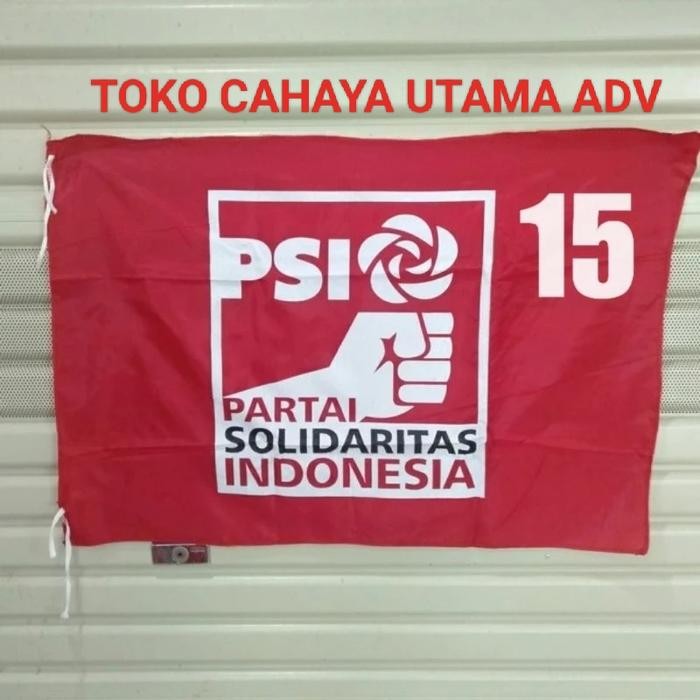 TOKO CAHAYA UTAMA ADV
15
PSI
PARTAI
SOLIDARITAS
INDONESIA